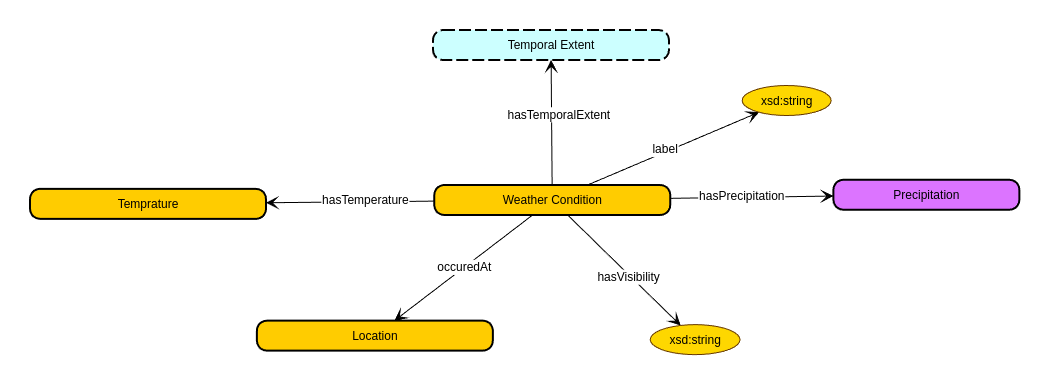 Temporal Extent
xsd:string
hasTemporalExtent
label
Temprature
hasTemperature
Weather Condition
hasPrecipitation
Precipitation
occuredAt
hasVisibility
Location
xsd:string